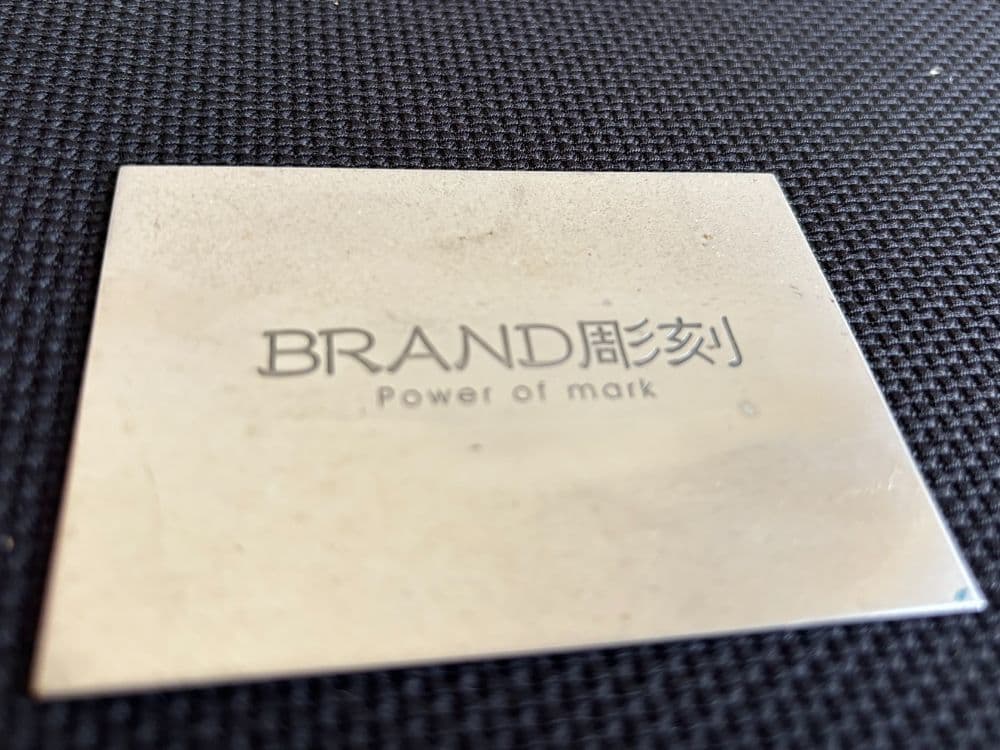 BRAND彫刻
Power of mark